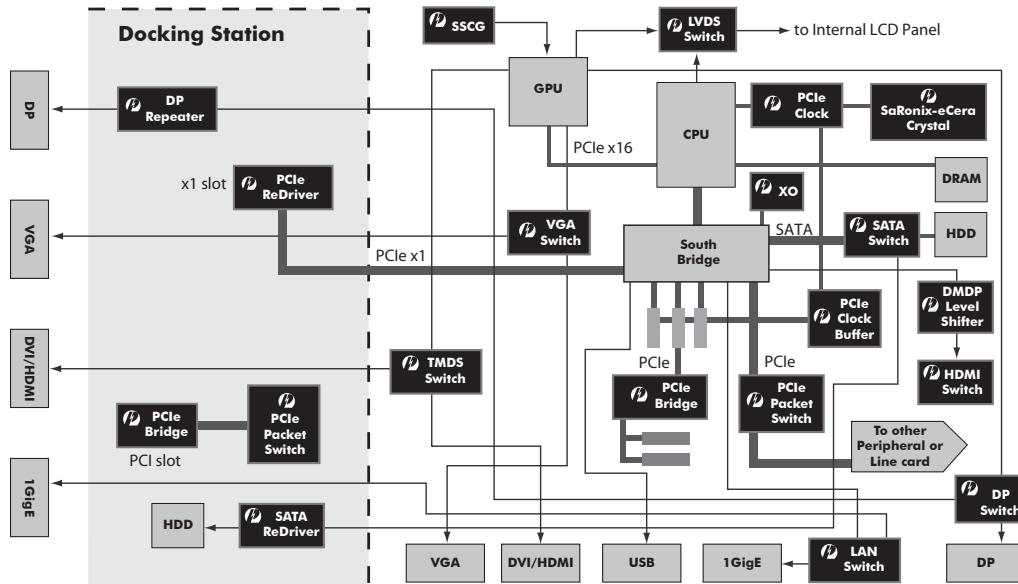 Docking Station
SSCG
LVDS
Switch
to Internal LCD Panel
GPU
CPU
PCIe
Clock
SaRonix-eCera
Crystal
DP
DP
Repeater
PCIe x16
DRAM
x1 slot
PCIe
ReDriver
XO
VGA
VGA
Switch
SATA
SATA
Switch
HDD
South
Bridge
PCIe x1
DMDP
Level
Shifter
PCIe
Clock
Buffer
DVI/HDMI
TMDS
Switch
PCIe
PCIe
HDMI
Switch
PCIe
Bridge
PCIe
Packet
Switch
PCIe
Bridge
PCIe
Packet
Switch
PCI slot
To other
Peripheral or
Line card
1GigE
DP
Switch
HDD
SATA
ReDriver
VGA
DVI/HDMI
USB
1GigE
LAN
Switch
DP